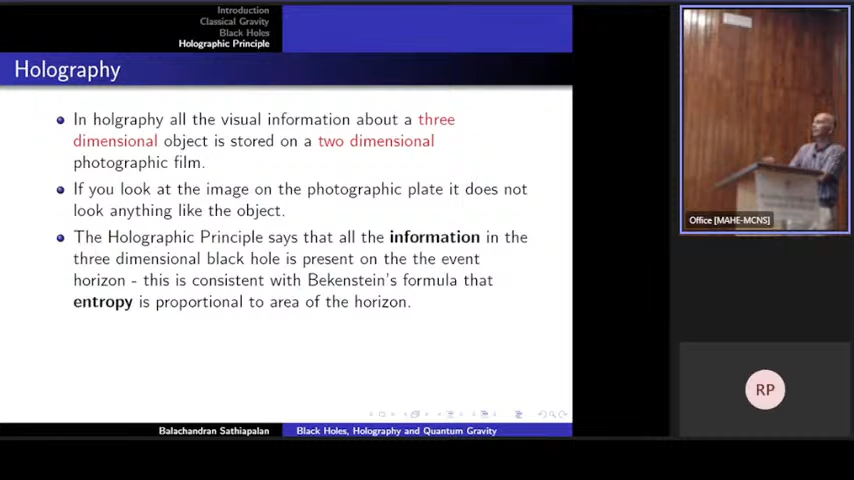 Introduction
Classical Gravity
Black Holes
Holographic Principle
Holography
In holgraphy all the visual information about a three
dimensional object is stored on a two dimensional
photographic film.
If you look at the image on the photographic plate it does not
look anything like the object.
The Holographic Principle says that all the information in the
three dimensional black hole is present on the the event
horizon - this is consistent with Bekenstein's formula that
entropy is proportional to area of the horizon.
Balachandran Sathiapalan
Black Holes, Holography and Quantum Gravity
Office [MAHE-MCNS]
RP